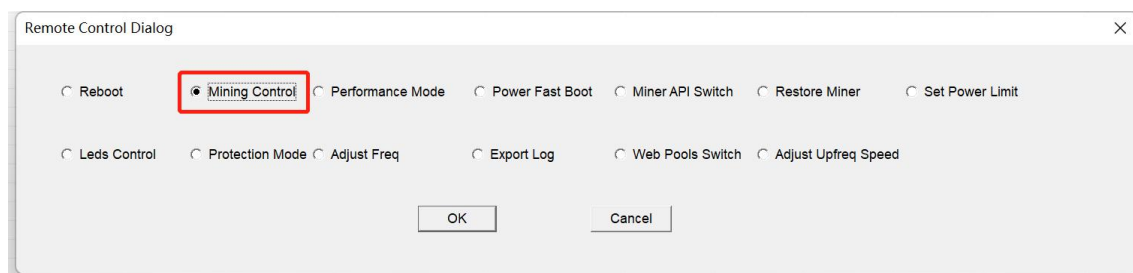 Remote Control Dialog
Reboot Mining Control Performance Mode Power Fast Boot Miner API Switch Restore Miner Set Power Limit
Leds Control Protection Mode Adjust Freq Export Log Web Pools Switch Adjust Upfreq Speed
OK Cancel